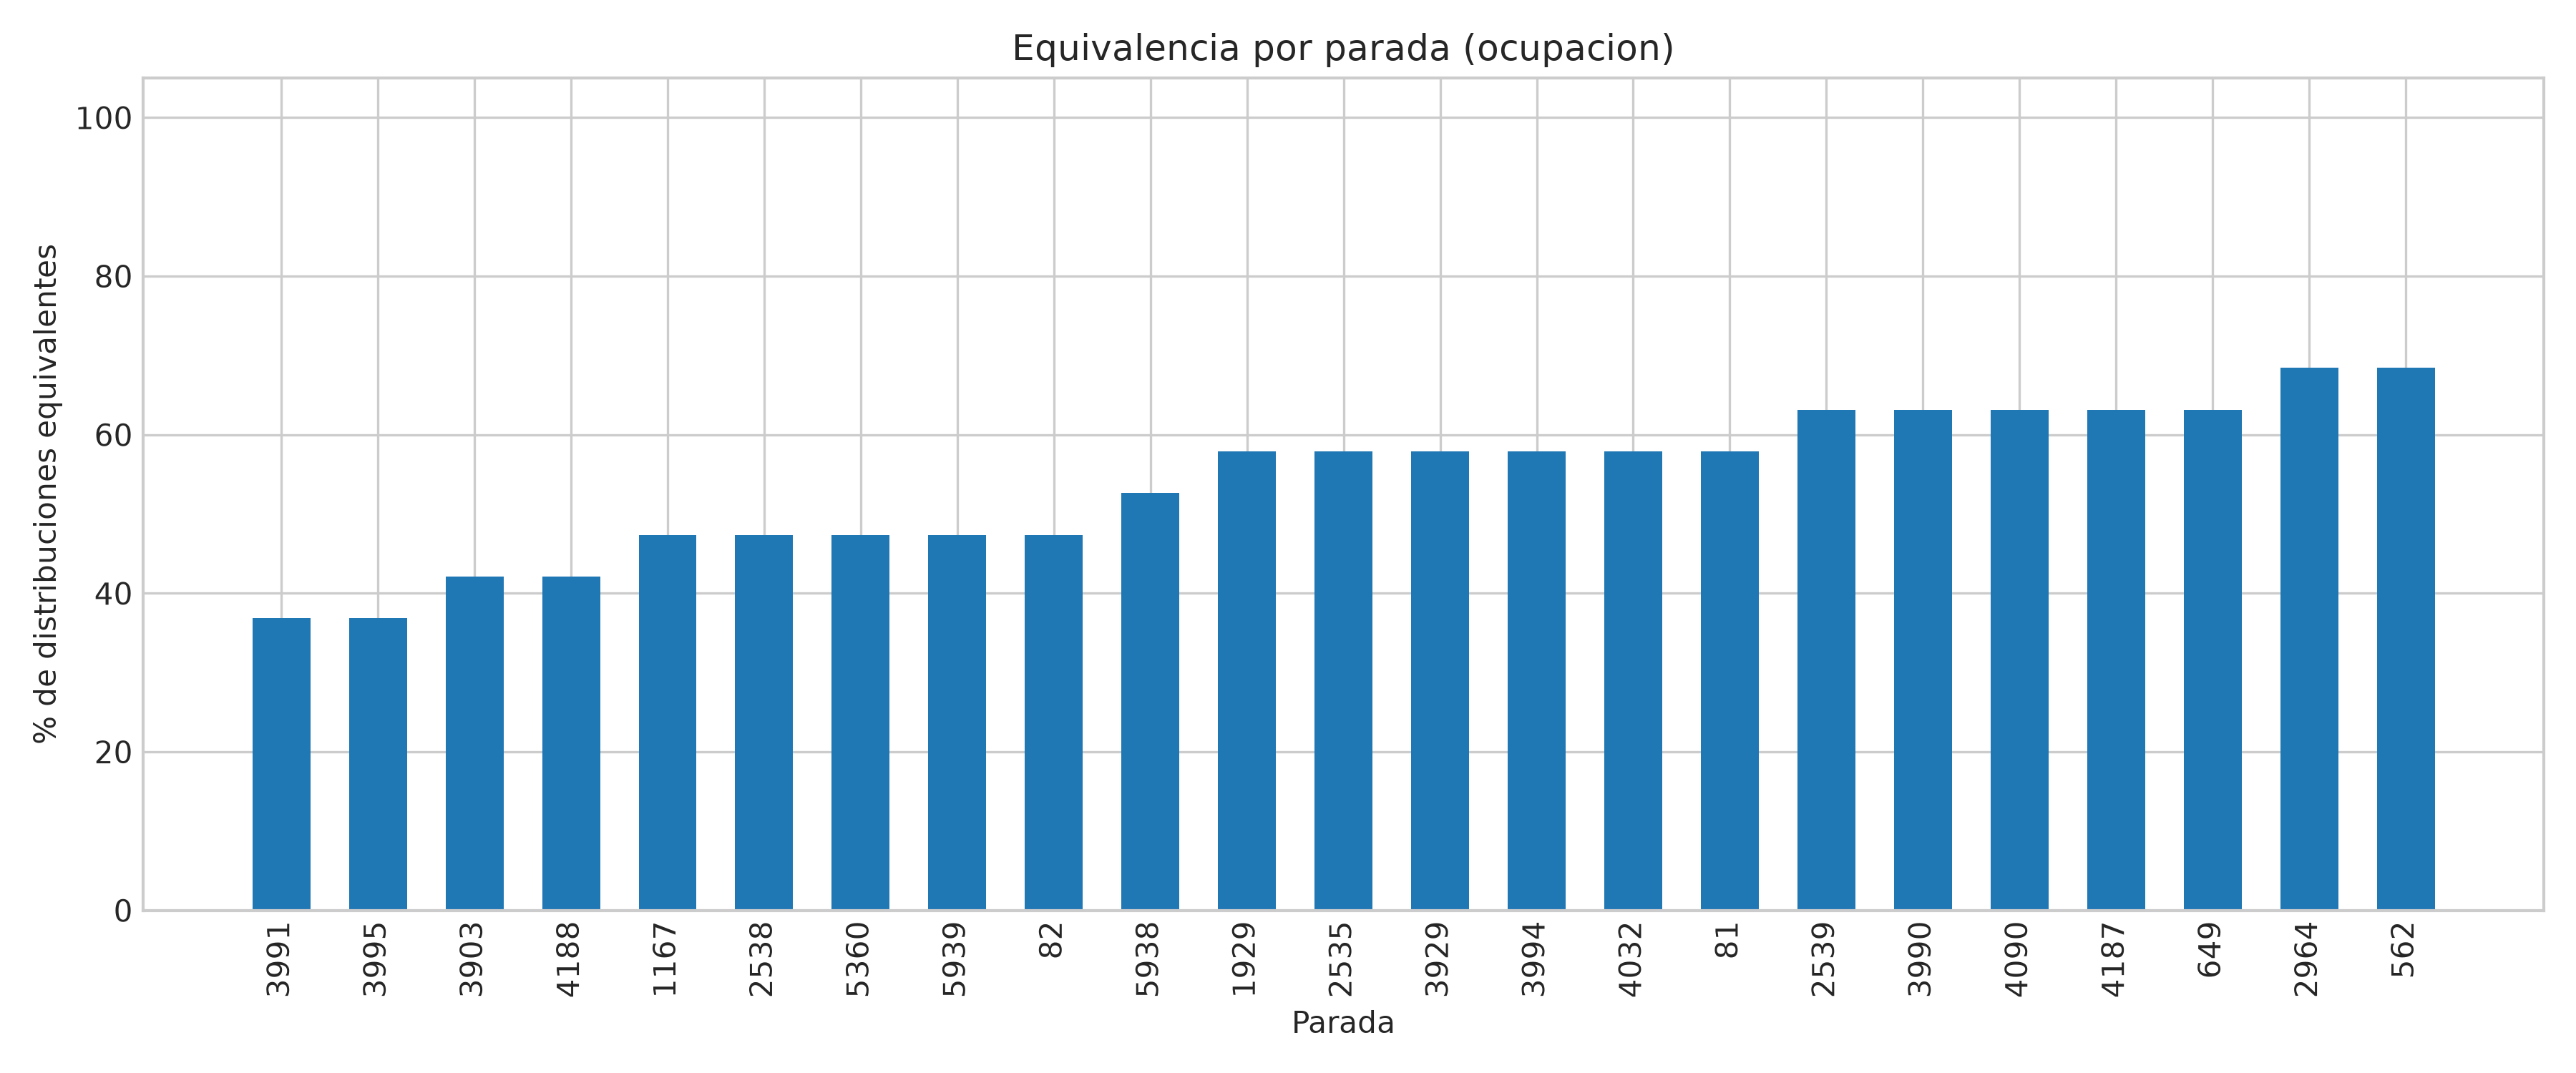 Equivalencia por parada (ocupacion)
% de distribuciones equivalentes
100
80
60
40
20
0
3991 3995 3903 4188 1167 2538 5360 5939 82 5938 1929 2535 3929 3994 4032 81 2539 3990 4090 4187 649 2964 562
Parada